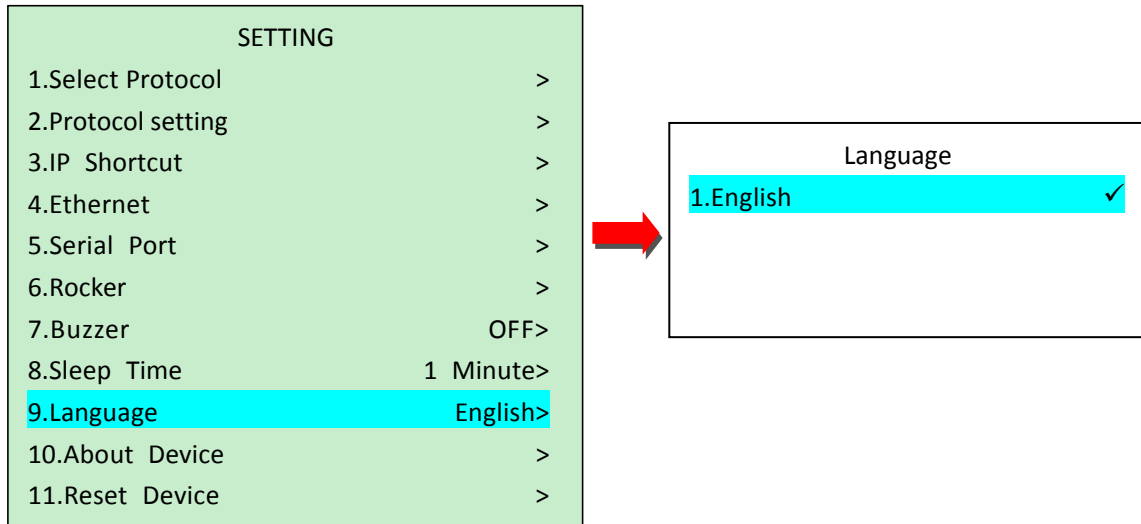 SETTING
1.Select Protocol >
2.Protocol setting >
3.IP Shortcut >
4.Ethernet >
5.Serial Port >
6.Rocker >
7.Buzzer OFF>
8.Sleep Time 1 Minute>
9.Language English>
10.About Device >
11.Reset Device >
Language
1.English ✓